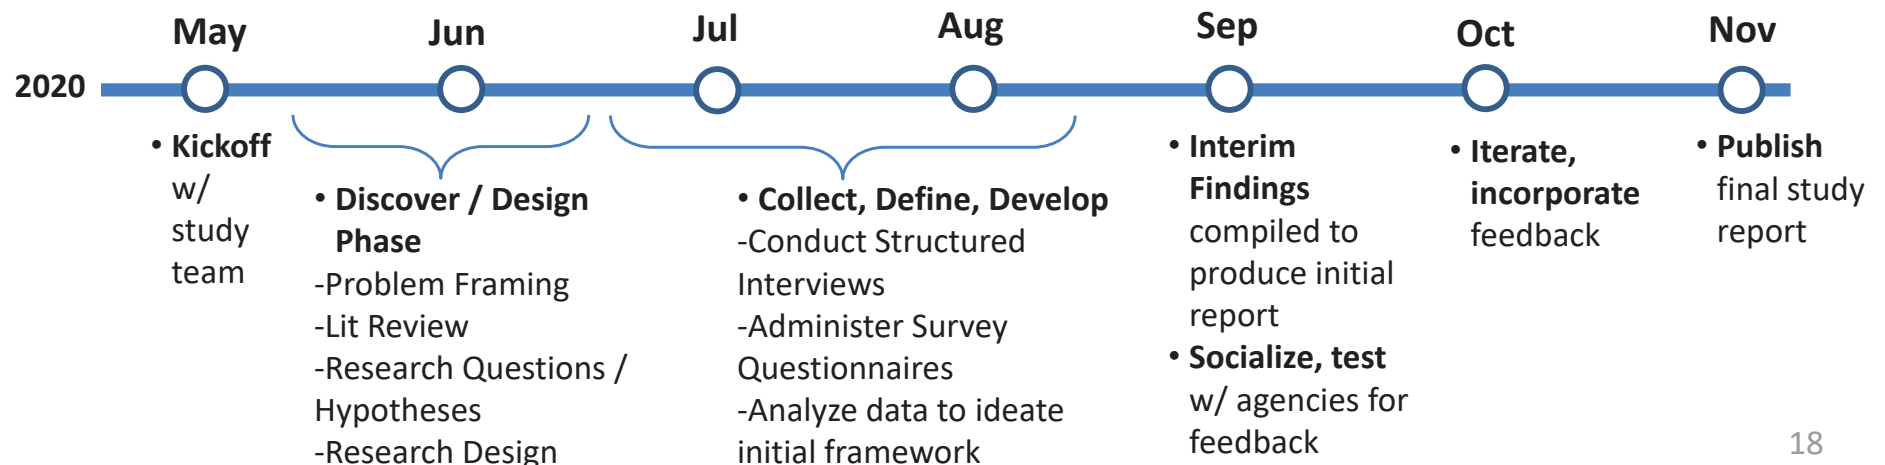 May Jun Jul Aug Sep Oct Nov
2020
• Kickoff
w/
study
team
• Discover / Design
Phase
-Problem Framing
-Lit Review
-Research Questions /
Hypotheses
-Research Design
• Collect, Define, Develop
-Conduct Structured
Interviews
-Administer Survey
Questionnaires
-Analyze data to ideate
initial framework
• Interim
Findings
compiled to
produce initial
report
• Socialize, test
w/ agencies for
feedback
• Iterate,
incorporate
feedback
• Publish
final study
report
18